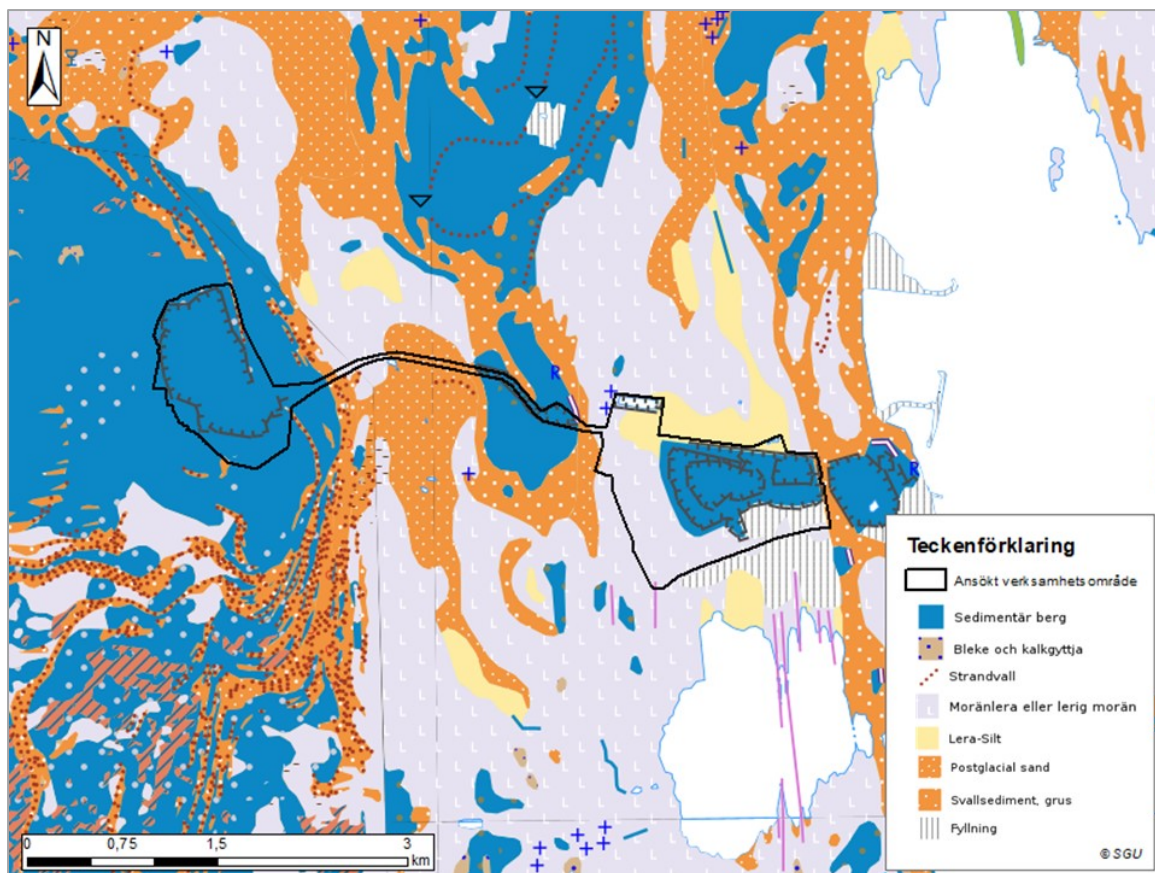 N
R
R
Teckenförklaring
Ansökt verksamhetsområde
Sedimentär berg
Bleke och kalkgyttja
Strandvall
Moränlera eller lerig morän
Lera-Silt
Postglacial sand
Svallsediment, grus
Fyllning
© SGU
0 0,75 1,5 3
km